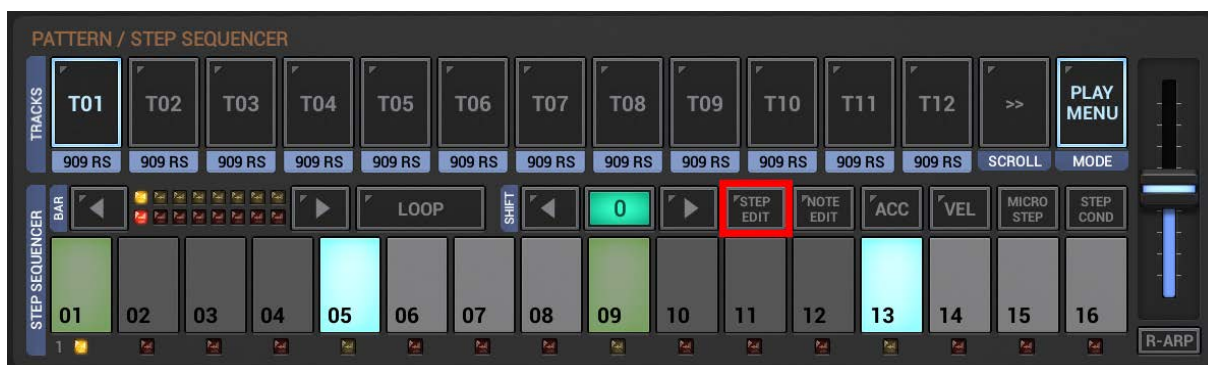 PATTERN / STEP SEQUENCER
TRACKS
T01 T02 T03 T04 T05 T06 T07 T08 T09 T10 T11 T12 >> PLAY MENU
909 RS 909 RS 909 RS 909 RS 909 RS 909 RS 909 RS 909 RS 909 RS 909 RS 909 RS 909 RS SCROLL MODE
STEP SEQUENCER
BAR LOOP SHIFT 0 STEP EDIT NOTE EDIT ACC VEL MICRO STEP STEP COND
01 02 03 04 05 06 07 08 09 10 11 12 13 14 15 16
1 R-ARP